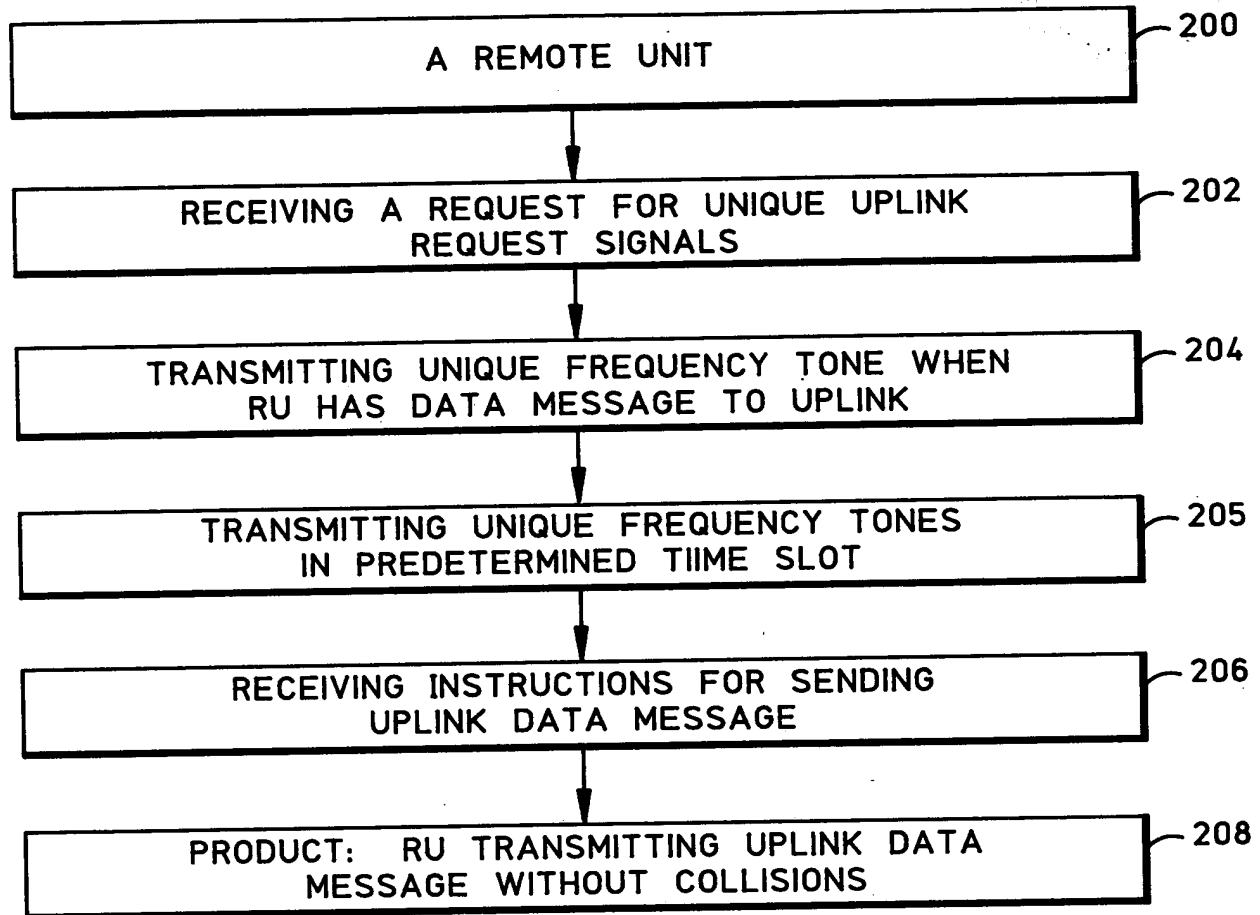 A REMOTE UNIT
200
RECEIVING A REQUEST FOR UNIQUE UPLINK
REQUEST SIGNALS
202
TRANSMITTING UNIQUE FREQUENCY TONE WHEN
RU HAS DATA MESSAGE TO UPLINK
204
TRANSMITTING UNIQUE FREQUENCY TONES
IN PREDETERMINED TIIME SLOT
205
RECEIVING INSTRUCTIONS FOR SENDING
UPLINK DATA MESSAGE
206
PRODUCT: RU TRANSMITTING UPLINK DATA
MESSAGE WITHOUT COLLISIONS
208